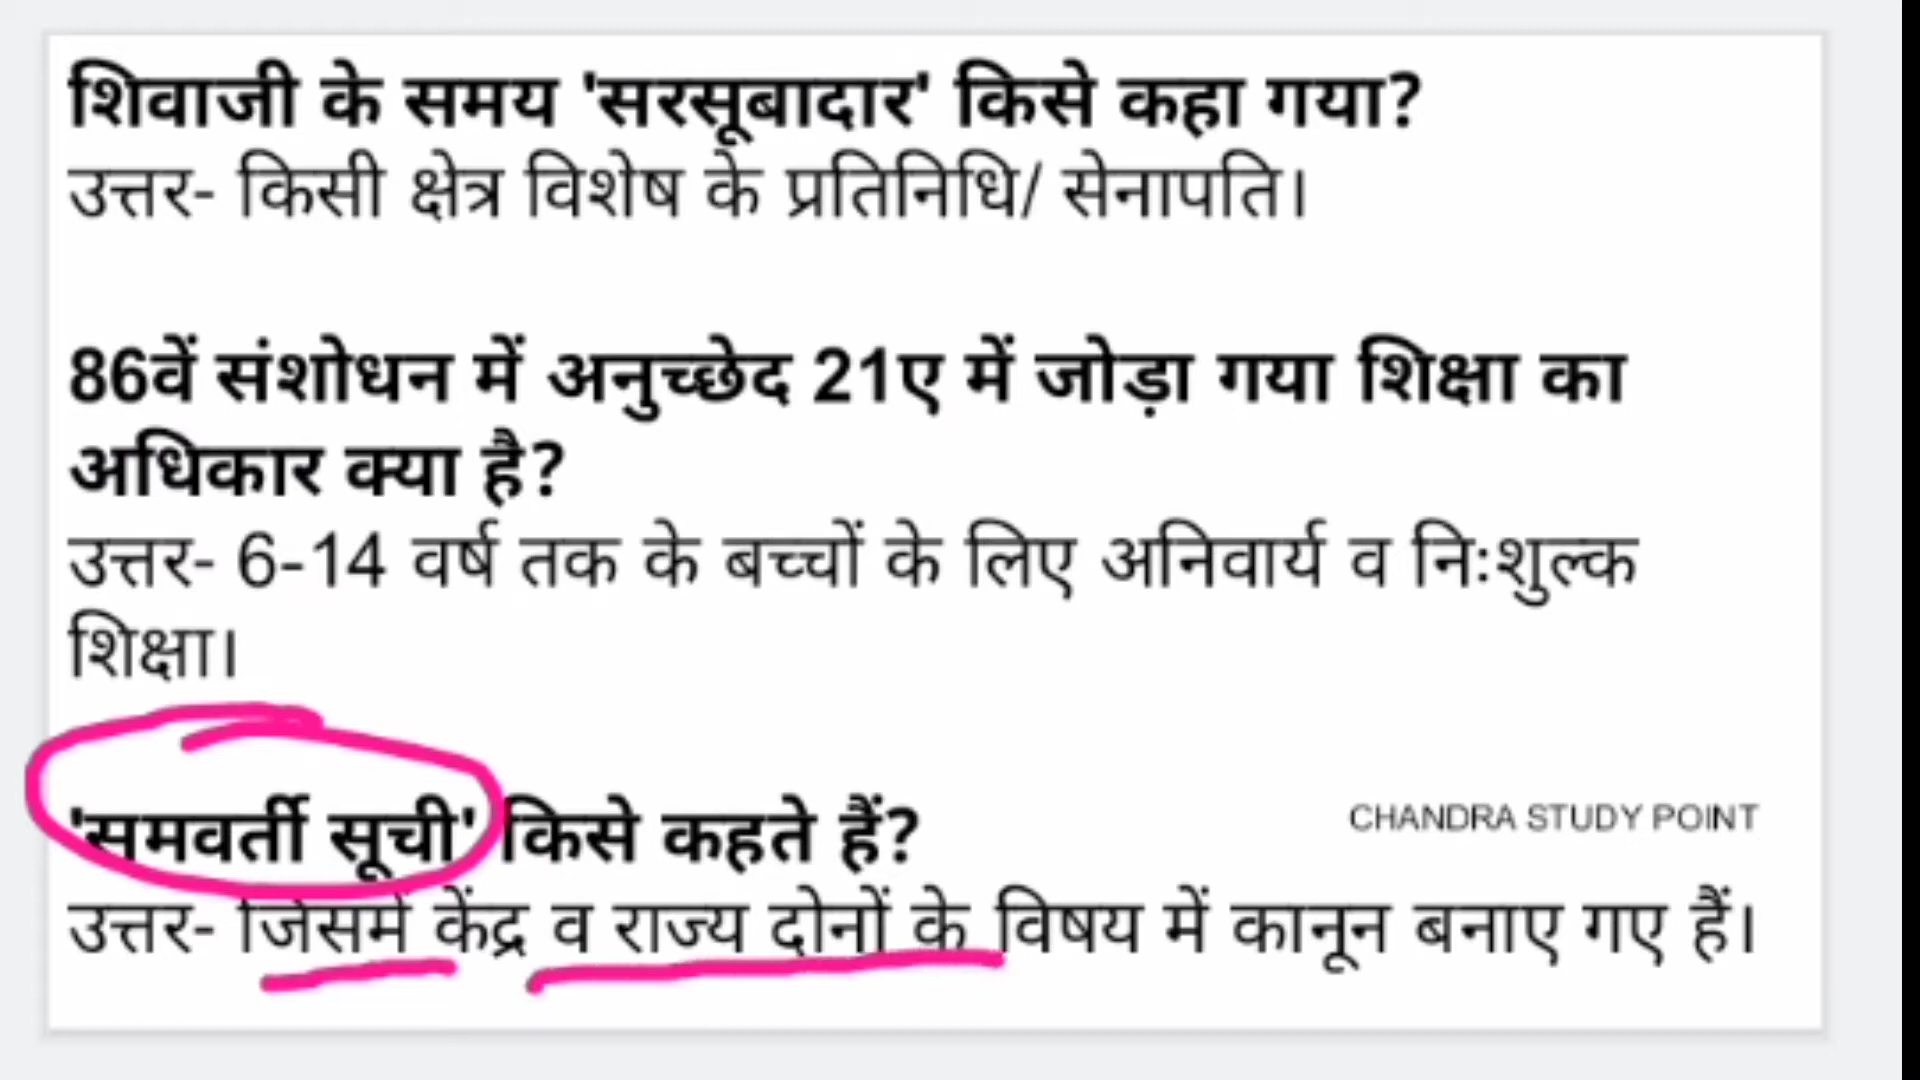 शिवाजी के समय 'सरसूबादार' किसे कहा गया?
उत्तर- किसी क्षेत्र विशेष के प्रतिनिधि/ सेनापति।
86वें संशोधन में अनुच्छेद 21ए में जोड़ा गया शिक्षा का
अधिकार क्या है?
उत्तर- 6-14 वर्ष तक के बच्चों के लिए अनिवार्य व निःशुल्क
शिक्षा।
'समवर्ती सूची' किसे कहते हैं?
CHANDRA STUDY POINT
उत्तर- जिसमें केंद्र व राज्य दोनों के विषय में कानून बनाए गए हैं।